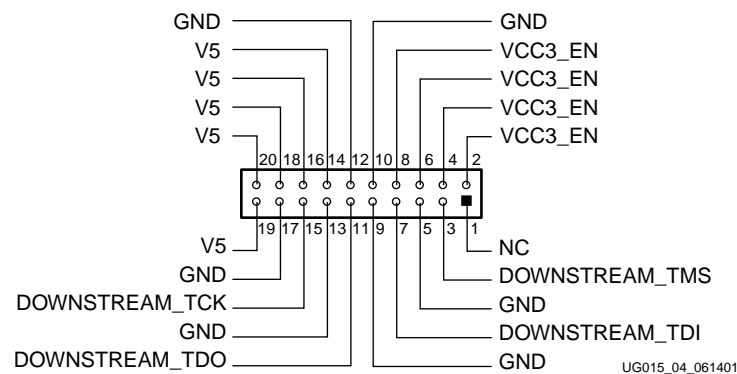 GND GND
V5 VCC3_EN
V5 VCC3_EN
V5 VCC3_EN
V5 VCC3_EN
20 18 16 14 12 10 8 6 4 2
19 17 15 13 11 9 7 5 3 1
V5 NC
GND DOWNSTREAM_TMS
DOWNSTREAM_TCK GND
GND DOWNSTREAM_TDI
DOWNSTREAM_TDO GND
UG015_04_061401